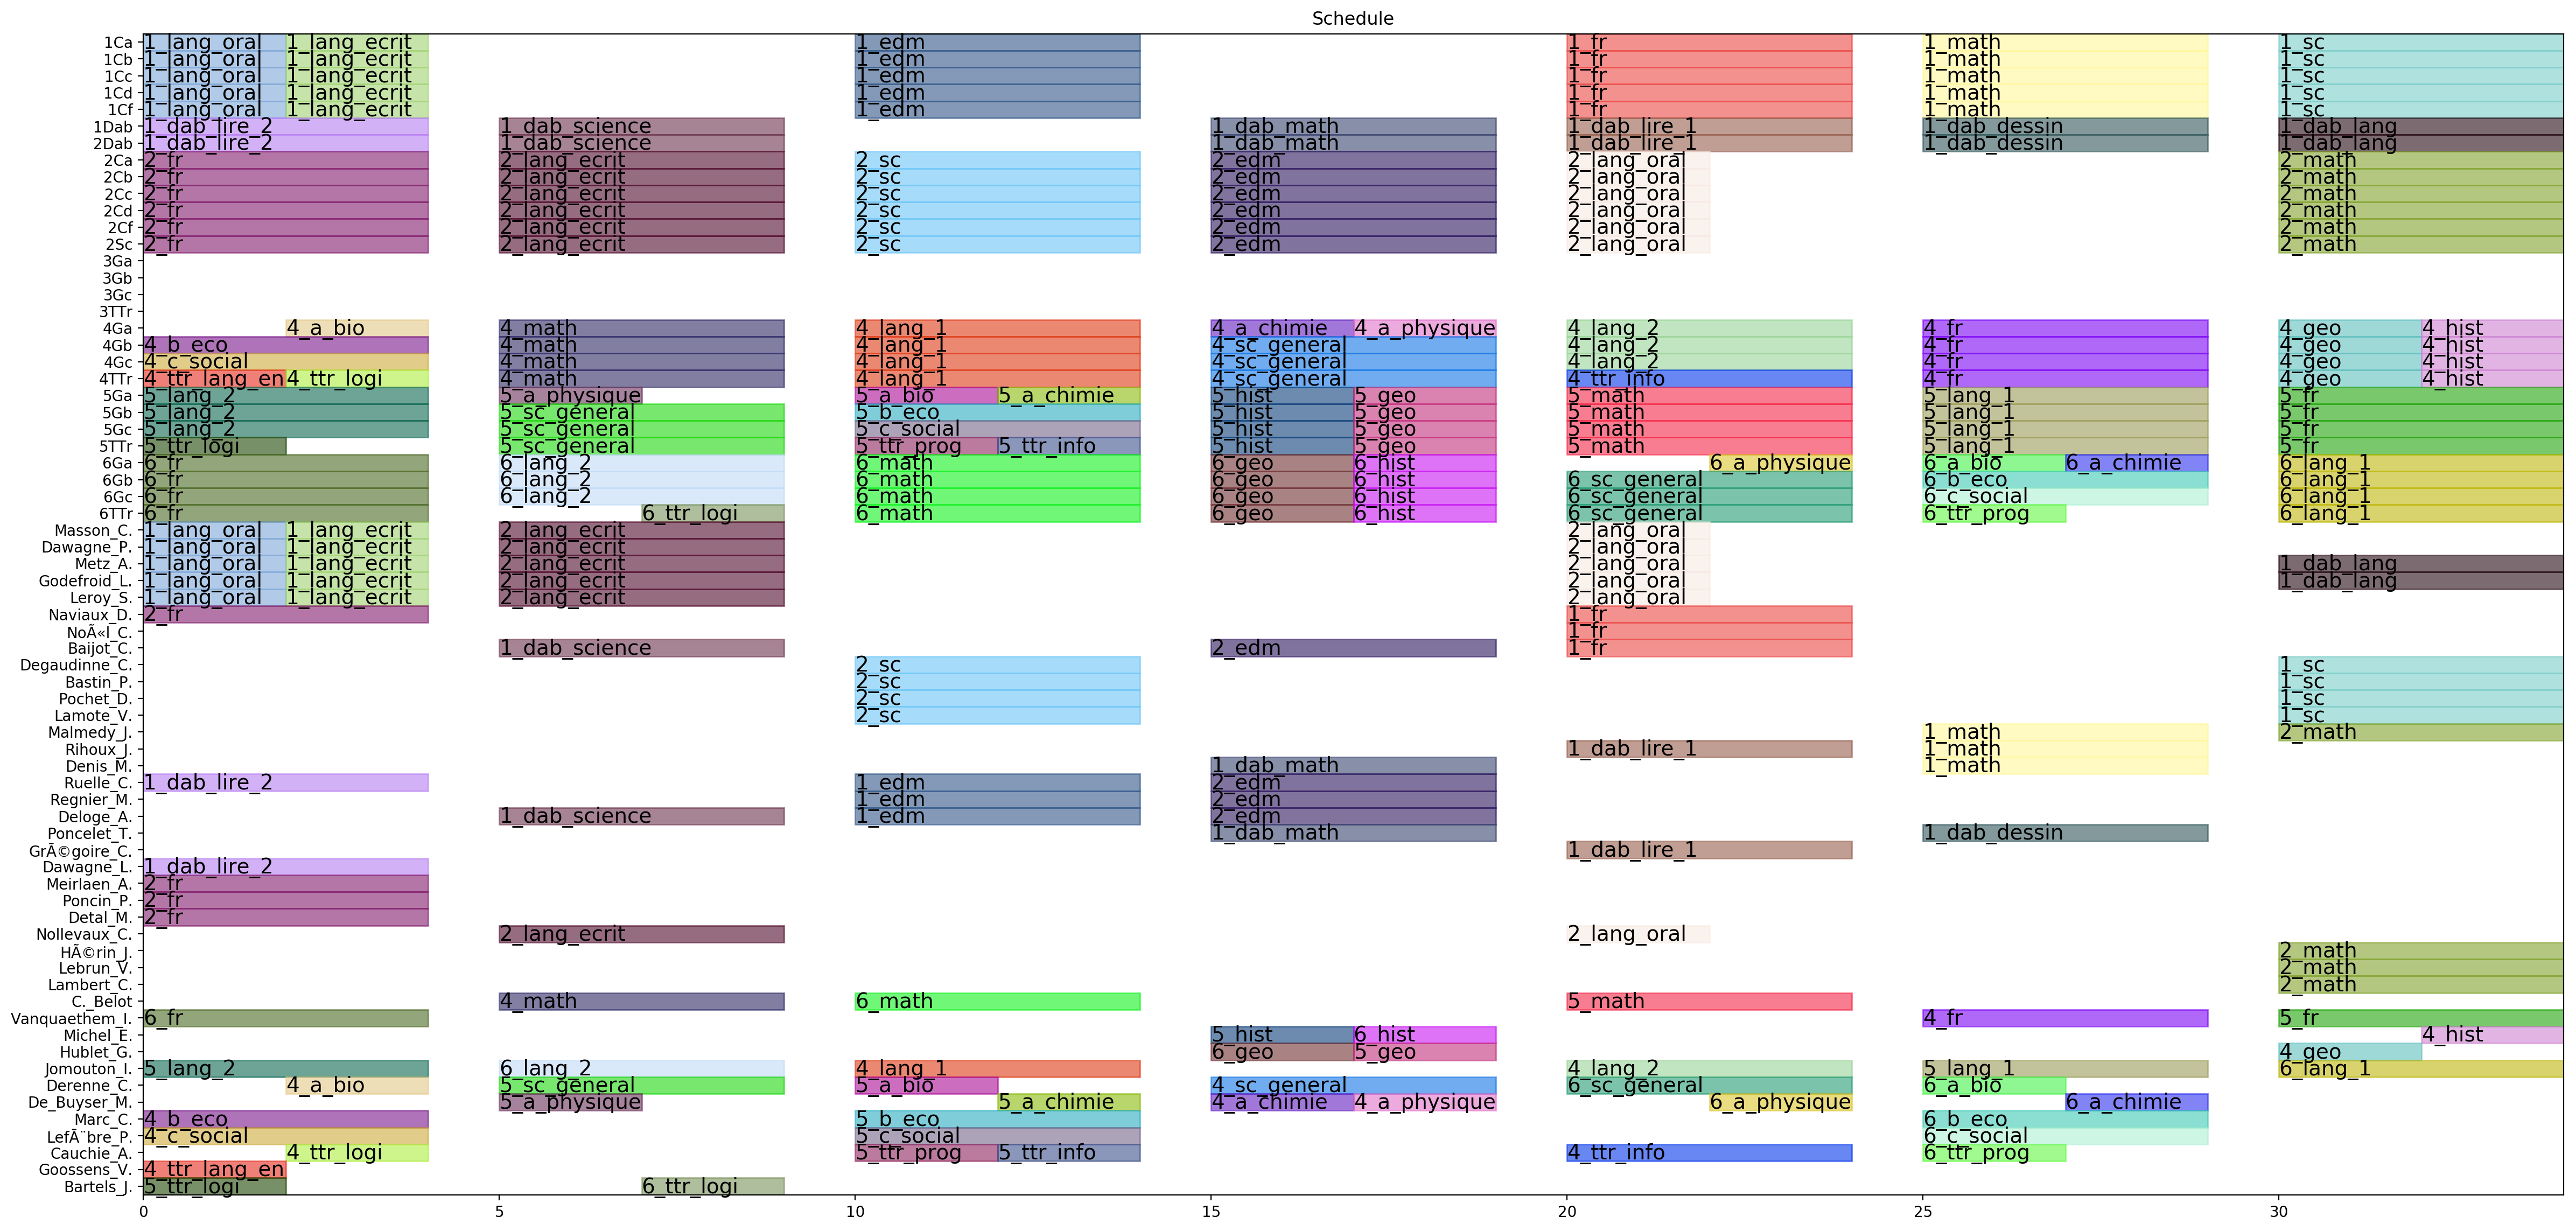 Schedule
1Ca 1_lang_oral 1_lang_ecrit 1_edm 1_fr 1_math 1_sc
1Cb 1_lang_oral 1_lang_ecrit 1_edm 1_fr 1_math 1_sc
1Cc 1_lang_oral 1_lang_ecrit 1_edm 1_fr 1_math 1_sc
1Cd 1_lang_oral 1_lang_ecrit 1_edm 1_fr 1_math 1_sc
1Cf 1_lang_oral 1_lang_ecrit 1_edm 1_fr 1_math 1_sc
1Dab 1_dab_lire_2 1_dab_science 1_dab_math 1_dab_lire_1 1_dab_dessin 1_dab_lang
2Dab 1_dab_lire_2 1_dab_science 1_dab_math 1_dab_lire_1 1_dab_dessin 1_dab_lang
2Ca 2_fr 2_lang_ecrit 2_sc 2_edm 2_lang_oral 2_math
2Cb 2_fr 2_lang_ecrit 2_sc 2_edm 2_lang_oral 2_math
2Cc 2_fr 2_lang_ecrit 2_sc 2_edm 2_lang_oral 2_math
2Cd 2_fr 2_lang_ecrit 2_sc 2_edm 2_lang_oral 2_math
2Cf 2_fr 2_lang_ecrit 2_sc 2_edm 2_lang_oral 2_math
2Sc 2_fr 2_lang_ecrit 2_sc 2_edm 2_lang_oral 2_math
3Ga
3Gb
3Gc
3TTr
4Ga 4_a_bio 4_math 4_lang_1 4_a_chimie 4_a_physique 4_lang_2 4_fr 4_geo 4_hist
4Gb 4_b_eco 4_math 4_lang_1 4_sc_general 4_lang_2 4_fr 4_geo 4_hist
4Gc 4_c_social 4_math 4_lang_1 4_sc_general 4_lang_2 4_fr 4_geo 4_hist
4TTr 4_ttr_lang_en 4_ttr_logi 4_math 4_lang_1 4_sc_general 4_ttr_info 4_fr 4_geo 4_hist
5Ga 5_lang_2 5_a_physique 5_a_bio 5_a_chimie 5_hist 5_geo 5_math 5_lang_1 5_fr
5Gb 5_lang_2 5_sc_general 5_b_eco 5_hist 5_geo 5_math 5_lang_1 5_fr
5Gc 5_lang_2 5_sc_general 5_c_social 5_hist 5_geo 5_math 5_lang_1 5_fr
5TTr 5_ttr_logi 5_sc_general 5_ttr_prog 5_ttr_info 5_hist 5_geo 5_math 5_lang_1 5_fr
6Ga 6_fr 6_lang_2 6_math 6_geo 6_hist 6_a_physique 6_a_bio 6_a_chimie 6_lang_1
6Gb 6_fr 6_lang_2 6_math 6_geo 6_hist 6_sc_general 6_b_eco 6_lang_1
6Gc 6_fr 6_lang_2 6_math 6_geo 6_hist 6_sc_general 6_c_social 6_lang_1
6TTr 6_fr 6_ttr_logi 6_math 6_geo 6_hist 6_sc_general 6_ttr_prog 6_lang_1
Masson_C. 1_lang_oral 1_lang_ecrit 2_lang_ecrit 2_lang_oral
Dawagne_P. 1_lang_oral 1_lang_ecrit 2_lang_ecrit 2_lang_oral
Metz_A. 1_lang_oral 1_lang_ecrit 2_lang_ecrit 2_lang_oral 1_dab_lang
Godefroid_L. 1_lang_oral 1_lang_ecrit 2_lang_ecrit 2_lang_oral 1_dab_lang
Leroy_S. 1_lang_oral 1_lang_ecrit 2_lang_ecrit 2_lang_oral
Naviaux_D. 2_fr 1_fr
NoÃ«l_C. 1_fr
Baijot_C. 1_dab_science 2_edm 1_fr
Degaudinne_C. 2_sc 1_sc
Bastin_P. 2_sc 1_sc
Pochet_D. 2_sc 1_sc
Lamote_V. 2_sc 1_sc
Malmedy_J. 1_math 2_math
Rihoux_J. 1_dab_lire_1 1_math
Denis_M. 1_dab_math 1_math
Ruelle_C. 1_dab_lire_2 1_edm 2_edm
Regnier_M. 1_edm 2_edm
Deloge_A. 1_dab_science 1_edm 2_edm
Poncelet_T. 1_dab_math 1_dab_dessin
GrÃ©goire_C. 1_dab_lire_1
Dawagne_L. 1_dab_lire_2
Meirlaen_A. 2_fr
Poncin_P. 2_fr
Detal_M. 2_fr
Nollevaux_C. 2_lang_ecrit 2_lang_oral
HÃ©rin_J. 2_math
Lebrun_V. 2_math
Lambert_C. 2_math
C._Belot 4_math 6_math 5_math
Vanquaethem_I. 6_fr 4_fr 5_fr
Michel_E. 5_hist 6_hist 4_hist
Hublet_G. 6_geo 5_geo 4_geo
Jomouton_I. 5_lang_2 6_lang_2 4_lang_1 4_lang_2 5_lang_1 6_lang_1
Derenne_C. 4_a_bio 5_sc_general 5_a_bio 4_sc_general 6_sc_general 6_a_bio
De_Buyser_M. 5_a_physique 5_a_chimie 4_a_chimie 4_a_physique 6_a_physique 6_a_chimie
Marc_C. 4_b_eco 5_b_eco 6_b_eco
LefÃ¨bre_P. 4_c_social 5_c_social 6_c_social
Cauchie_A. 4_ttr_logi 5_ttr_prog 5_ttr_info 4_ttr_info 6_ttr_prog
Goossens_V. 4_ttr_lang_en
Bartels_J. 5_ttr_logi 6_ttr_logi
0 5 10 15 20 25 30